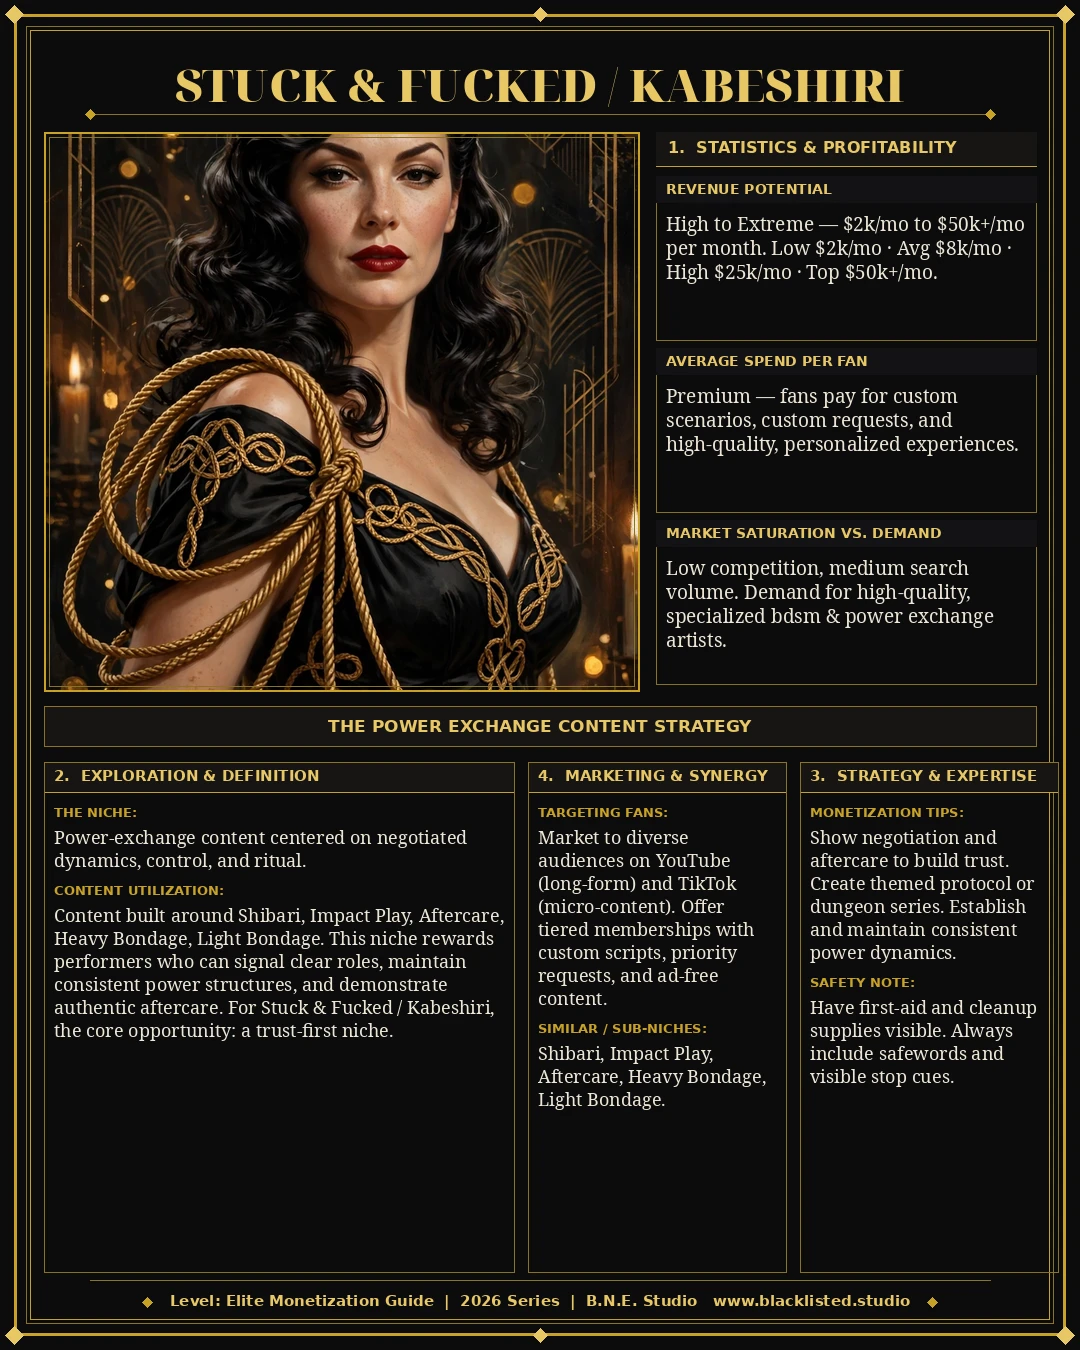 STUCK & FUCKED / KABESHIRI
1. STATISTICS & PROFITABILITY
REVENUE POTENTIAL
High to Extreme — $2k/mo to $50k+/mo
per month. Low $2k/mo · Avg $8k/mo ·
High $25k/mo · Top $50k+/mo.
AVERAGE SPEND PER FAN
Premium — fans pay for custom
scenarios, custom requests, and
high-quality, personalized experiences.
MARKET SATURATION VS. DEMAND
Low competition, medium search
volume. Demand for high-quality,
specialized bdsm & power exchange
artists.
THE POWER EXCHANGE CONTENT STRATEGY
2. EXPLORATION & DEFINITION
THE NICHE:
Power-exchange content centered on negotiated
dynamics, control, and ritual.
CONTENT UTILIZATION:
Content built around Shibari, Impact Play, Aftercare,
Heavy Bondage, Light Bondage. This niche rewards
performers who can signal clear roles, maintain
consistent power structures, and demonstrate
authentic aftercare. For Stuck & Fucked / Kabeshiri,
the core opportunity: a trust-first niche.
4. MARKETING & SYNERGY
TARGETING FANS:
Market to diverse
audiences on YouTube
(long-form) and TikTok
(micro-content). Offer
tiered memberships with
custom scripts, priority
requests, and ad-free
content.
SIMILAR / SUB-NICHES:
Shibari, Impact Play,
Aftercare, Heavy Bondage,
Light Bondage.
3. STRATEGY & EXPERTISE
MONETIZATION TIPS:
Show negotiation and
aftercare to build trust.
Create themed protocol or
dungeon series. Establish
and maintain consistent
power dynamics.
SAFETY NOTE:
Have first-aid and cleanup
supplies visible. Always
include safewords and
visible stop cues.
Level: Elite Monetization Guide | 2026 Series | B.N.E. Studio www.blacklisted.studio